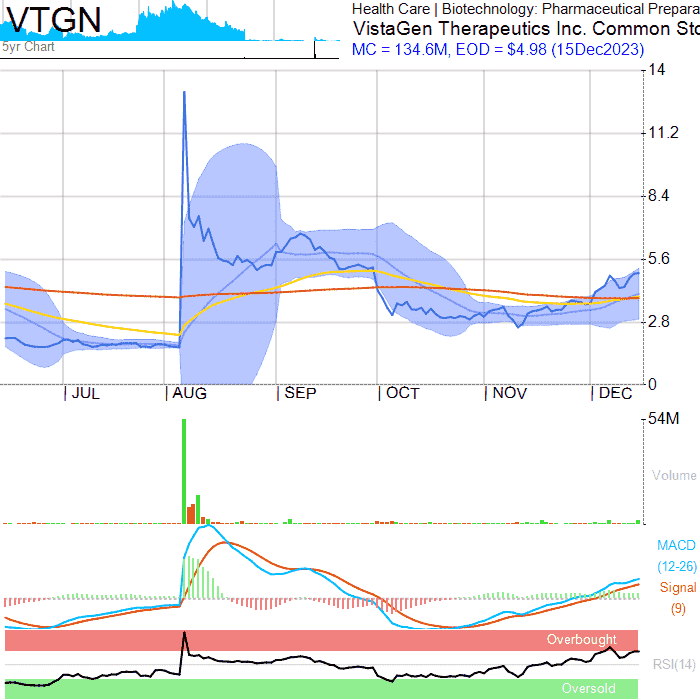 VTGN
5yr Chart
Health Care | Biotechnology: Pharmaceutical Prepara
VistaGen Therapeutics Inc. Common Sto
MC = 134.6M, EOD = $4.98 (15Dec2023)
14
11.2
8.4
5.6
2.8
0
JUL AUG SEP OCT NOV DEC
54M
Volume
MACD
(12-26)
Signal
(9)
Overbought
RSI(14)
Oversold